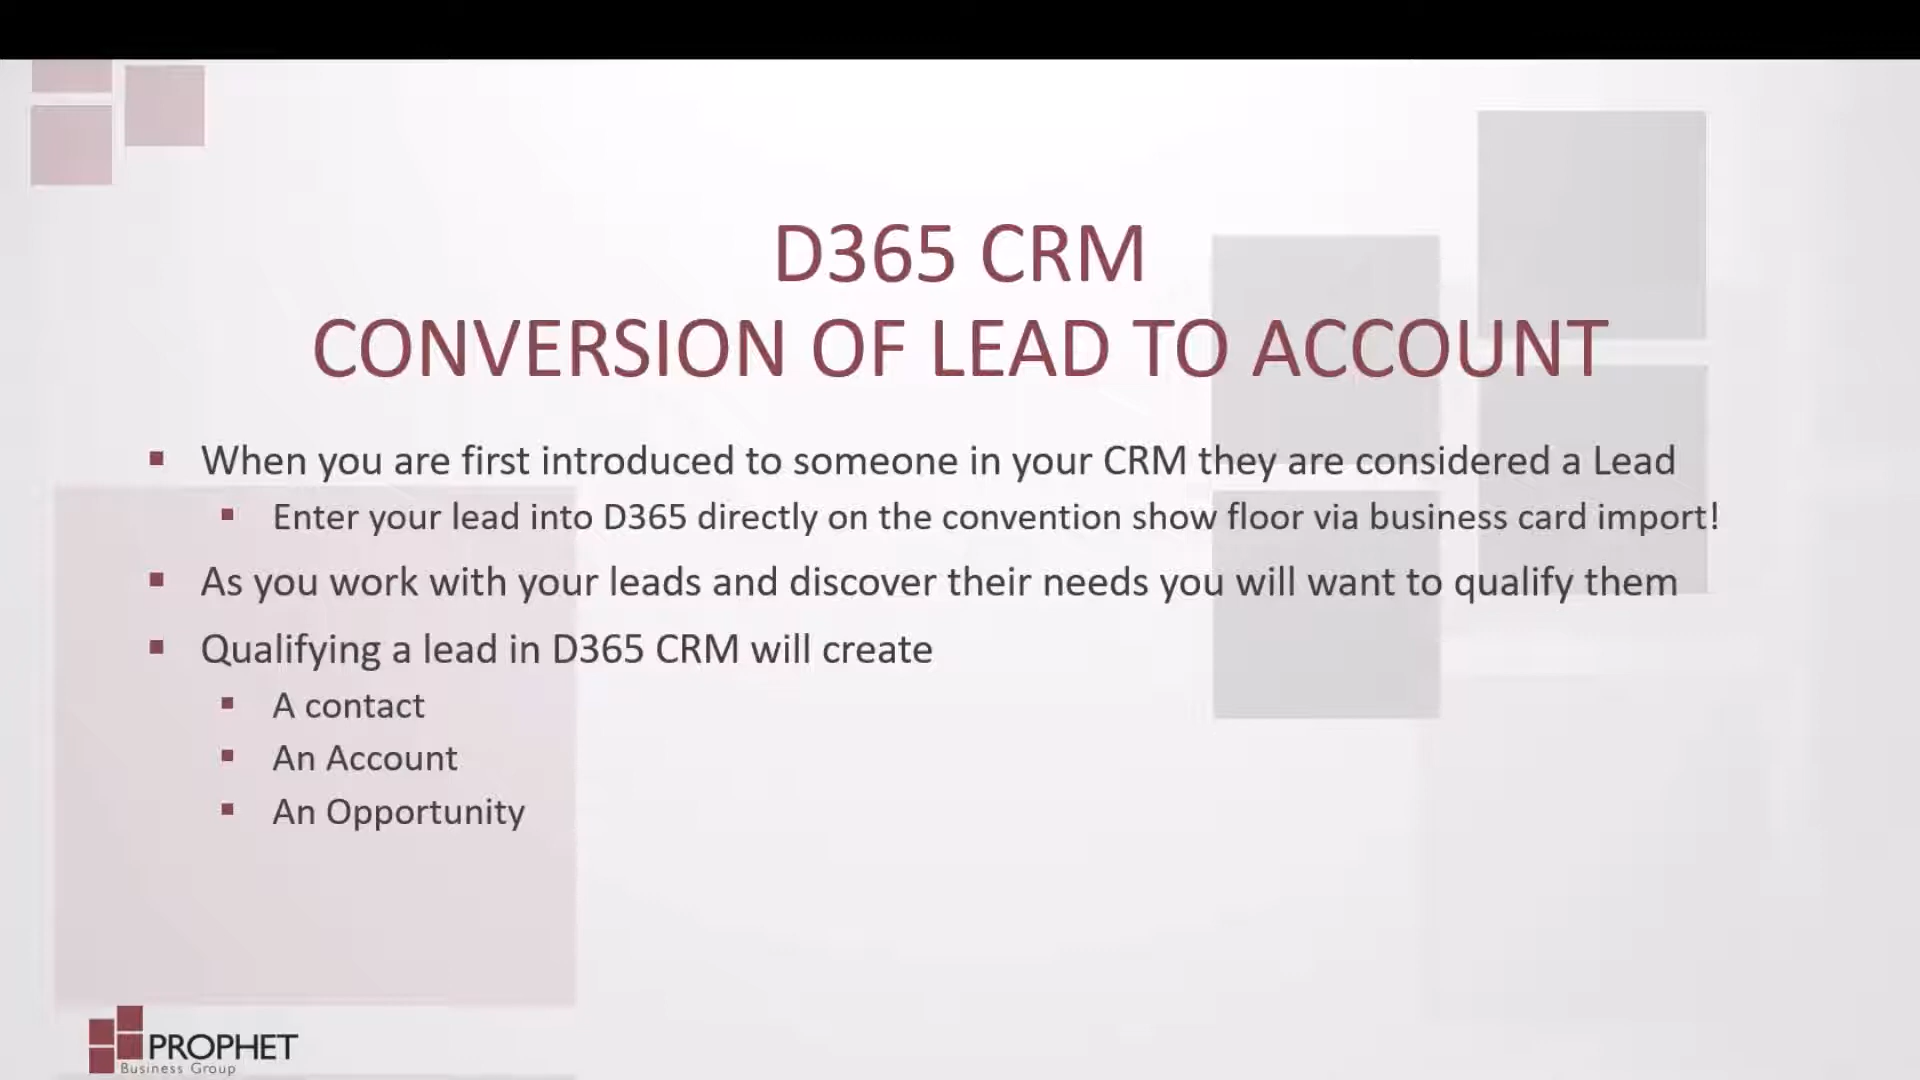 D365 CRM
CONVERSION OF LEAD TO ACCOUNT
When you are first introduced to someone in your CRM they are considered a Lead
Enter your lead into D365 directly on the convention show floor via business card import!
As you work with your leads and discover their needs you will want to qualify them
Qualifying a lead in D365 CRM will create
A contact
An Account
An Opportunity
PROPHET
Business Group